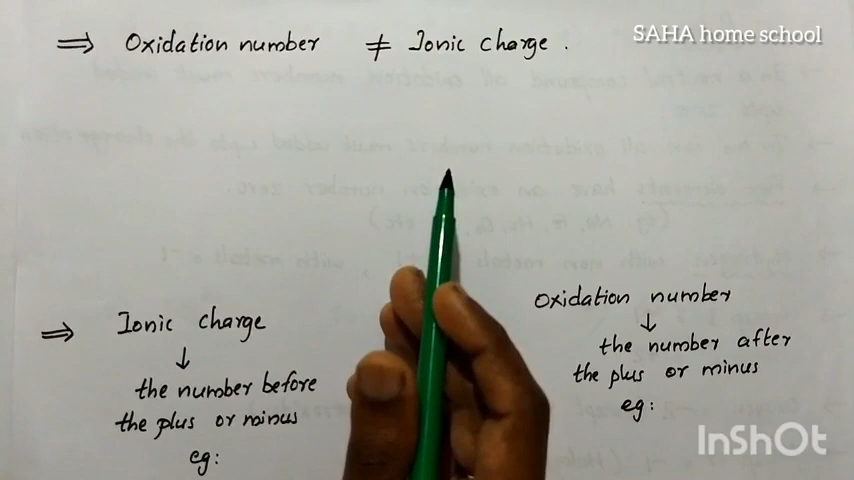 ⇒ Oxidation number ≠ Ionic charge.
SAHA home school
Oxidation number
↓
the number after
the plus or minus
eg:
⇒ Ionic charge
↓
the number before
the plus or minus
eg:
InShOt